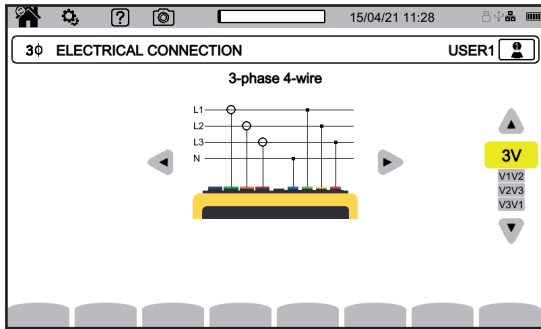 ? 15/04/21 11:28
3Φ ELECTRICAL CONNECTION USER1
3-phase 4-wire
L1
L2
L3
N
3V
V1V2
V2V3
V3V1